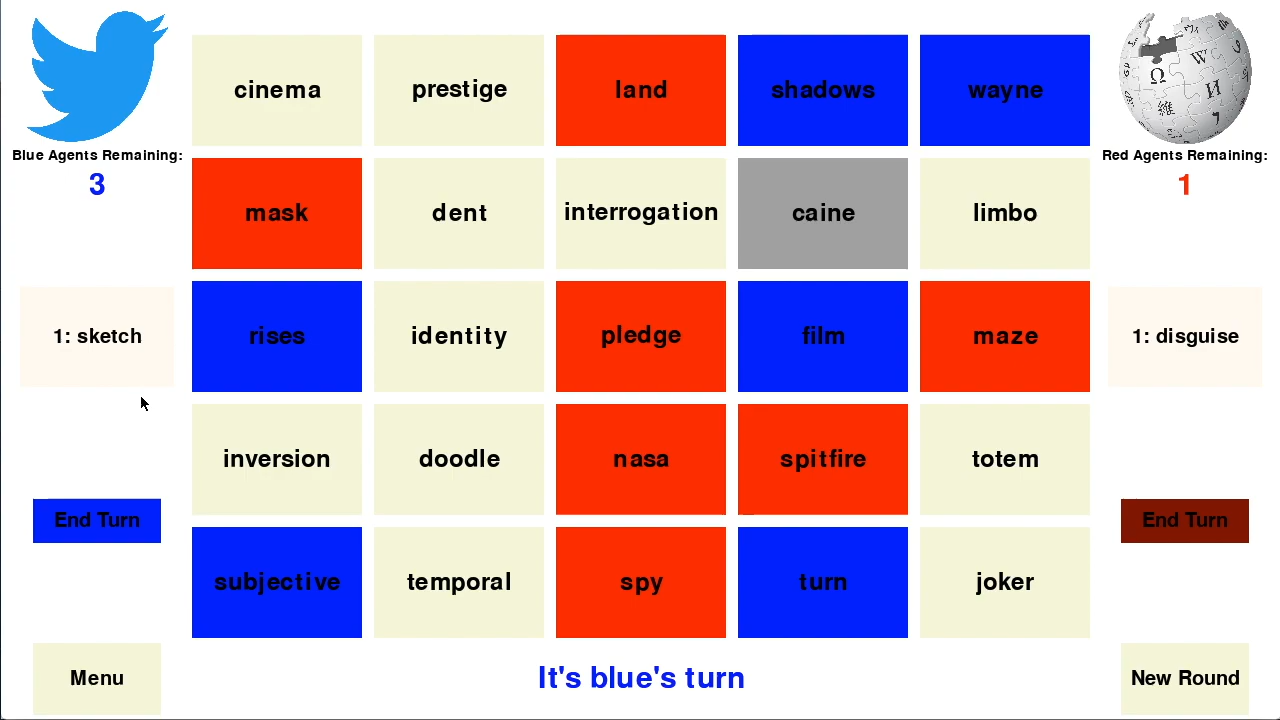 cinema
prestige
land
shadows
wayne
Blue Agents Remaining:
3
Red Agents Remaining:
1
mask
dent
interrogation
caine
limbo
1: sketch
rises
identity
pledge
film
maze
1: disguise
inversion
doodle
nasa
spitfire
totem
End Turn
End Turn
subjective
temporal
spy
turn
joker
Menu
It's blue's turn
New Round
Ω
W
И
維